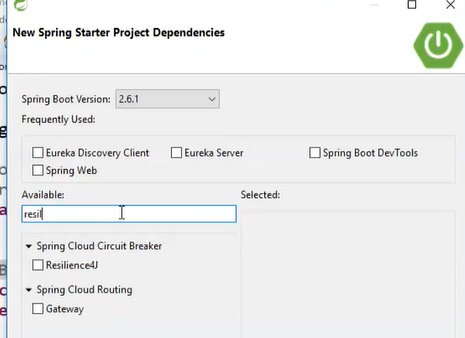 New Spring Starter Project Dependencies
Spring Boot Version: 2.6.1
Frequently Used:
Eureka Discovery Client Eureka Server Spring Boot DevTools
Spring Web
Available: Selected:
resil
Spring Cloud Circuit Breaker
Resilience4J
Spring Cloud Routing
Gateway